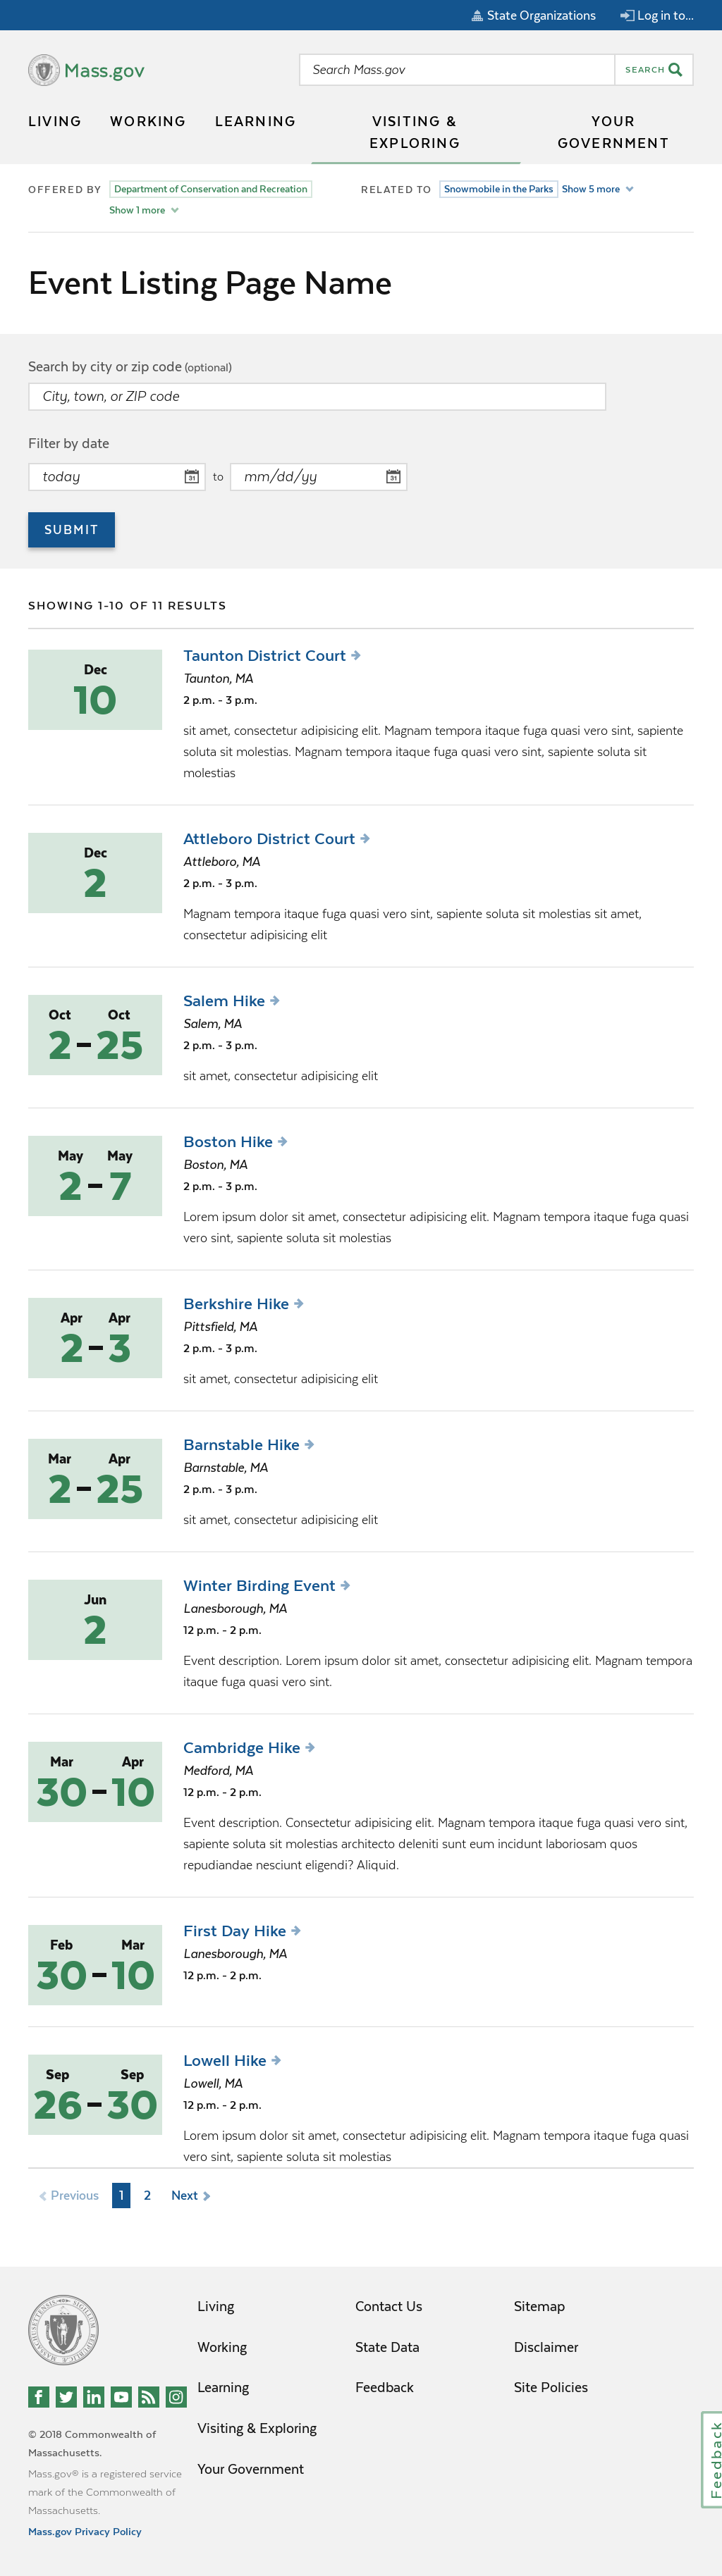 State Organizations
Log in to...
Mass.gov
Search Mass.gov
SEARCH
LIVING
WORKING
LEARNING
VISITING &
EXPLORING
YOUR
GOVERNMENT
OFFERED BY
Department of Conservation and Recreation
Show 1 more
RELATED TO
Snowmobile in the Parks
Show 5 more
Event Listing Page Name
Search by city or zip code (optional)
City, town, or ZIP code
Filter by date
today
31
to
mm/dd/yy
31
SUBMIT
SHOWING 1-10 OF 11 RESULTS
Dec
10
Taunton District Court
Taunton, MA
2 p.m. - 3 p.m.
sit amet, consectetur adipisicing elit. Magnam tempora itaque fuga quasi vero sint, sapiente
soluta sit molestias. Magnam tempora itaque fuga quasi vero sint, sapiente soluta sit
molestias
Dec
2
Attleboro District Court
Attleboro, MA
2 p.m. - 3 p.m.
Magnam tempora itaque fuga quasi vero sint, sapiente soluta sit molestias sit amet,
consectetur adipisicing elit
Oct Oct
2 - 25
Salem Hike
Salem, MA
2 p.m. - 3 p.m.
sit amet, consectetur adipisicing elit
May May
2 - 7
Boston Hike
Boston, MA
2 p.m. - 3 p.m.
Lorem ipsum dolor sit amet, consectetur adipisicing elit. Magnam tempora itaque fuga quasi
vero sint, sapiente soluta sit molestias
Apr Apr
2 - 3
Berkshire Hike
Pittsfield, MA
2 p.m. - 3 p.m.
sit amet, consectetur adipisicing elit
Mar Apr
2 - 25
Barnstable Hike
Barnstable, MA
2 p.m. - 3 p.m.
sit amet, consectetur adipisicing elit
Jun
2
Winter Birding Event
Lanesborough, MA
12 p.m. - 2 p.m.
Event description. Lorem ipsum dolor sit amet, consectetur adipisicing elit. Magnam tempora
itaque fuga quasi vero sint.
Mar Apr
30 - 10
Cambridge Hike
Medford, MA
12 p.m. - 2 p.m.
Event description. Consectetur adipisicing elit. Magnam tempora itaque fuga quasi vero sint,
sapiente soluta sit molestias architecto deleniti sunt eum incidunt laboriosam quos
repudiandae nesciunt eligendi? Aliquid.
Feb Mar
30 - 10
First Day Hike
Lanesborough, MA
12 p.m. - 2 p.m.
Sep Sep
26 - 30
Lowell Hike
Lowell, MA
12 p.m. - 2 p.m.
Lorem ipsum dolor sit amet, consectetur adipisicing elit. Magnam tempora itaque fuga quasi
vero sint, sapiente soluta sit molestias
Previous 1 2 Next
Living
Working
Learning
Visiting & Exploring
Your Government
Contact Us
State Data
Feedback
Sitemap
Disclaimer
Site Policies
© 2018 Commonwealth of
Massachusetts.
Mass.gov® is a registered service
mark of the Commonwealth of
Massachusetts.
Mass.gov Privacy Policy
Feedback